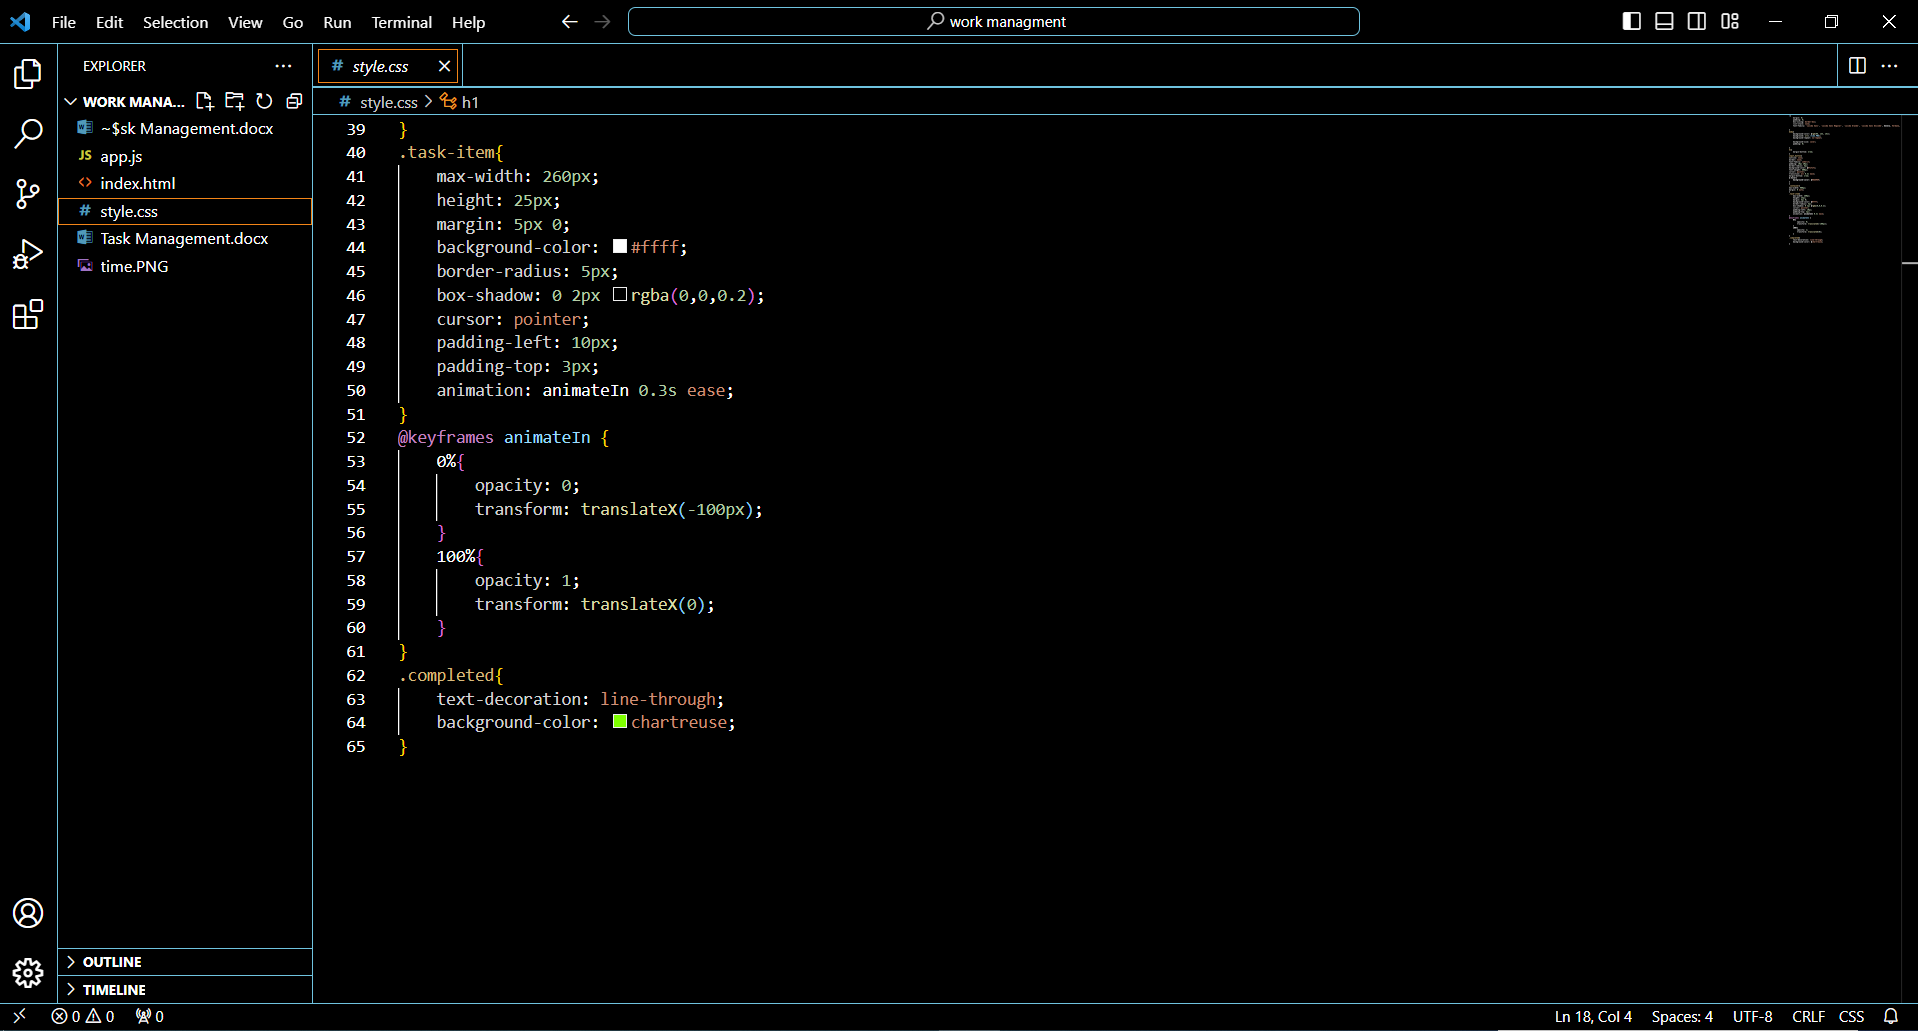 File Edit Selection View Go Run Terminal Help
work managment
EXPLORER
WORK MANA...
~$sk Management.docx
JS app.js
<> index.html
# style.css
Task Management.docx
time.PNG
OUTLINE
TIMELINE
# style.css
# style.css > h1
39 }
40 .task-item{
41 max-width: 260px;
42 height: 25px;
43 margin: 5px 0;
44 background-color: #ffff;
45 border-radius: 5px;
46 box-shadow: 0 2px rgba(0,0,0.2);
47 cursor: pointer;
48 padding-left: 10px;
49 padding-top: 3px;
50 animation: animateIn 0.3s ease;
51 }
52 @keyframes animateIn {
53 0%{
54 opacity: 0;
55 transform: translateX(-100px);
56 }
57 100%{
58 opacity: 1;
59 transform: translateX(0);
60 }
61 }
62 .completed{
63 text-decoration: line-through;
64 background-color: chartreuse;
65 }
0 0 0
Ln 18, Col 4 Spaces: 4 UTF-8 CRLF CSS